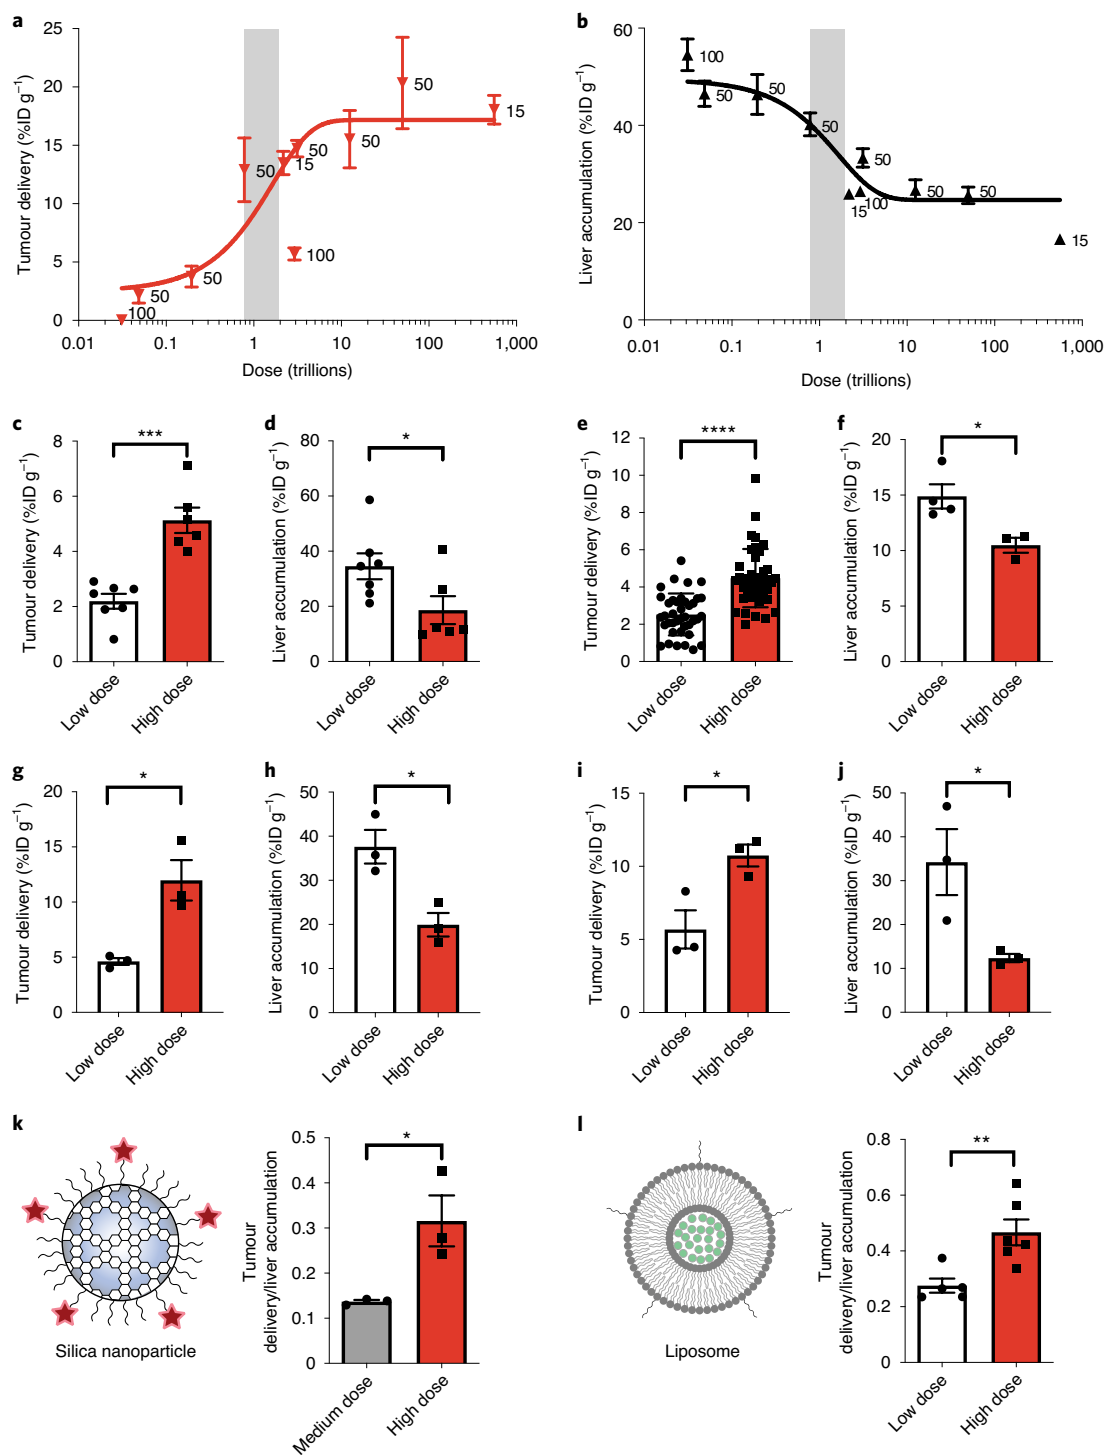 a
Tumour delivery (%ID g⁻¹)
25
20
15
10
5
0
0.01
0.1
1
10
100
1,000
Dose (trillions)
100
50
50
50
15
50
100
50
50
15
b
Liver accumulation (%ID g⁻¹)
60
40
20
0
0.01
0.1
1
10
100
1,000
Dose (trillions)
100
50
50
50
15
100
50
50
50
15
c
Tumour delivery (%ID g⁻¹)
8
6
4
2
0
***
Low dose
High dose
d
Liver accumulation (%ID g⁻¹)
80
60
40
20
0
*
Low dose
High dose
e
Tumour delivery (%ID g⁻¹)
12
10
8
6
4
2
0
****
Low dose
High dose
f
Liver accumulation (%ID g⁻¹)
20
15
10
5
0
*
Low dose
High dose
g
Tumour delivery (%ID g⁻¹)
20
15
10
5
0
*
Low dose
High dose
h
Liver accumulation (%ID g⁻¹)
50
40
30
20
10
0
*
Low dose
High dose
i
Tumour delivery (%ID g⁻¹)
15
10
5
0
*
Low dose
High dose
j
Liver accumulation (%ID g⁻¹)
50
40
30
20
10
0
*
Low dose
High dose
k
Silica nanoparticle
Tumour
delivery/liver accumulation
0.5
0.4
0.3
0.2
0.1
0
*
Medium dose
High dose
l
Liposome
Tumour
delivery/liver accumulation
0.8
0.6
0.4
0.2
0
**
Low dose
High dose